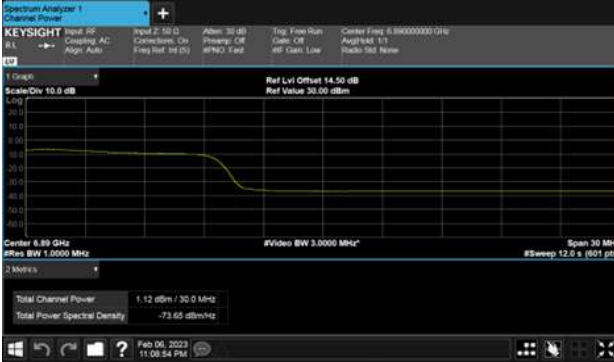 Spectrum Analyzer 1
Channel Power
+
KEYSIGHT
Input: RF
Input Z: 50 Ω
Atten: 30 dB
Trig: Free Run
Center Freq: 6.890000000 GHz
R L
Coupling: AC
Corrections: On
Preamp: Off
Gate: Off
Avg|Hold: 1/1
Align: Auto
Freq Ref: Int (S)
#PNO: Fast
#IF Gain: Low
Radio Std: None
1 Graph
Ref Lvl Offset 14.50 dB
Scale/Div 10.0 dB
Ref Value 30.00 dBm
Log
20.0
10.0
0.00
-10.0
-20.0
-30.0
-40.0
-50.0
-60.0
Center 6.89 GHz
#Video BW 3.0000 MHz*
Span 30 MH
#Res BW 1.0000 MHz
#Sweep 12.0 s (601 pts
2 Metrics
Total Channel Power
1.12 dBm / 30.0 MHz
Total Power Spectral Density
-73.65 dBm/Hz
?
Feb 06, 2023
11:08:54 PM